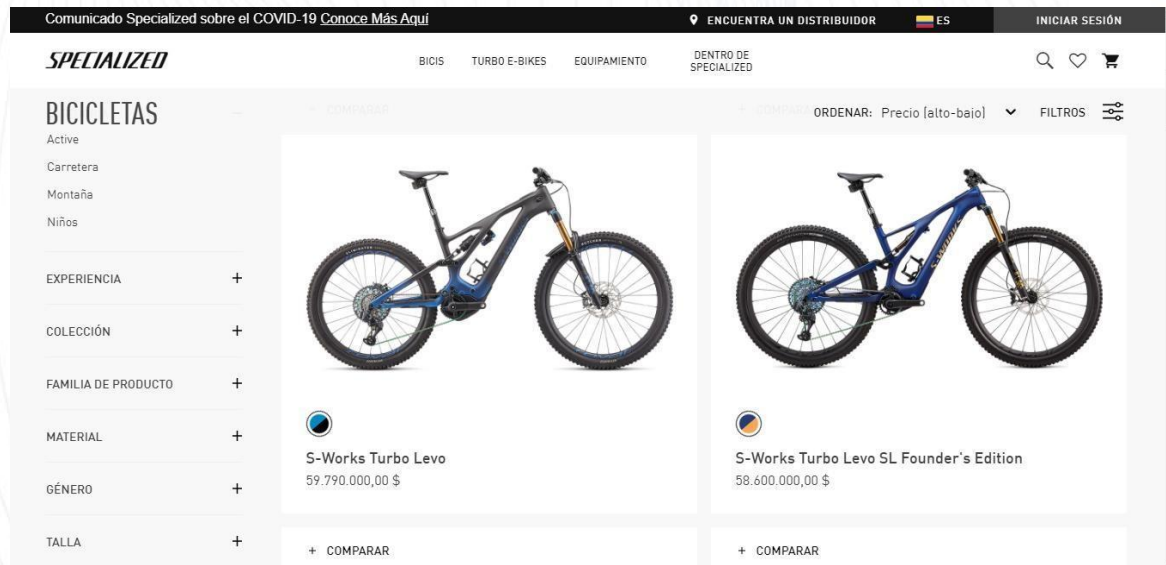 Comunicado Specialized sobre el COVID-19 Conoce Más Aquí
ENCUENTRA UN DISTRIBUIDOR
ES
INICIAR SESIÓN
SPECIALIZED
BICIS
TURBO E-BIKES
EQUIPAMIENTO
DENTRO DE
SPECIALIZED
BICICLETAS
+ COMPARAR
+ COMPARAR
ORDENAR: Precio (alto-bajo)
FILTROS
Active
Carretera
Montaña
Niños
EXPERIENCIA +
COLECCIÓN +
FAMILIA DE PRODUCTO +
MATERIAL +
GÉNERO +
TALLA +
S-WORKS
S-Works Turbo Levo
59.790.000,00 $
S-Works Turbo Levo SL Founder's Edition
58.600.000,00 $
+ COMPARAR
+ COMPARAR